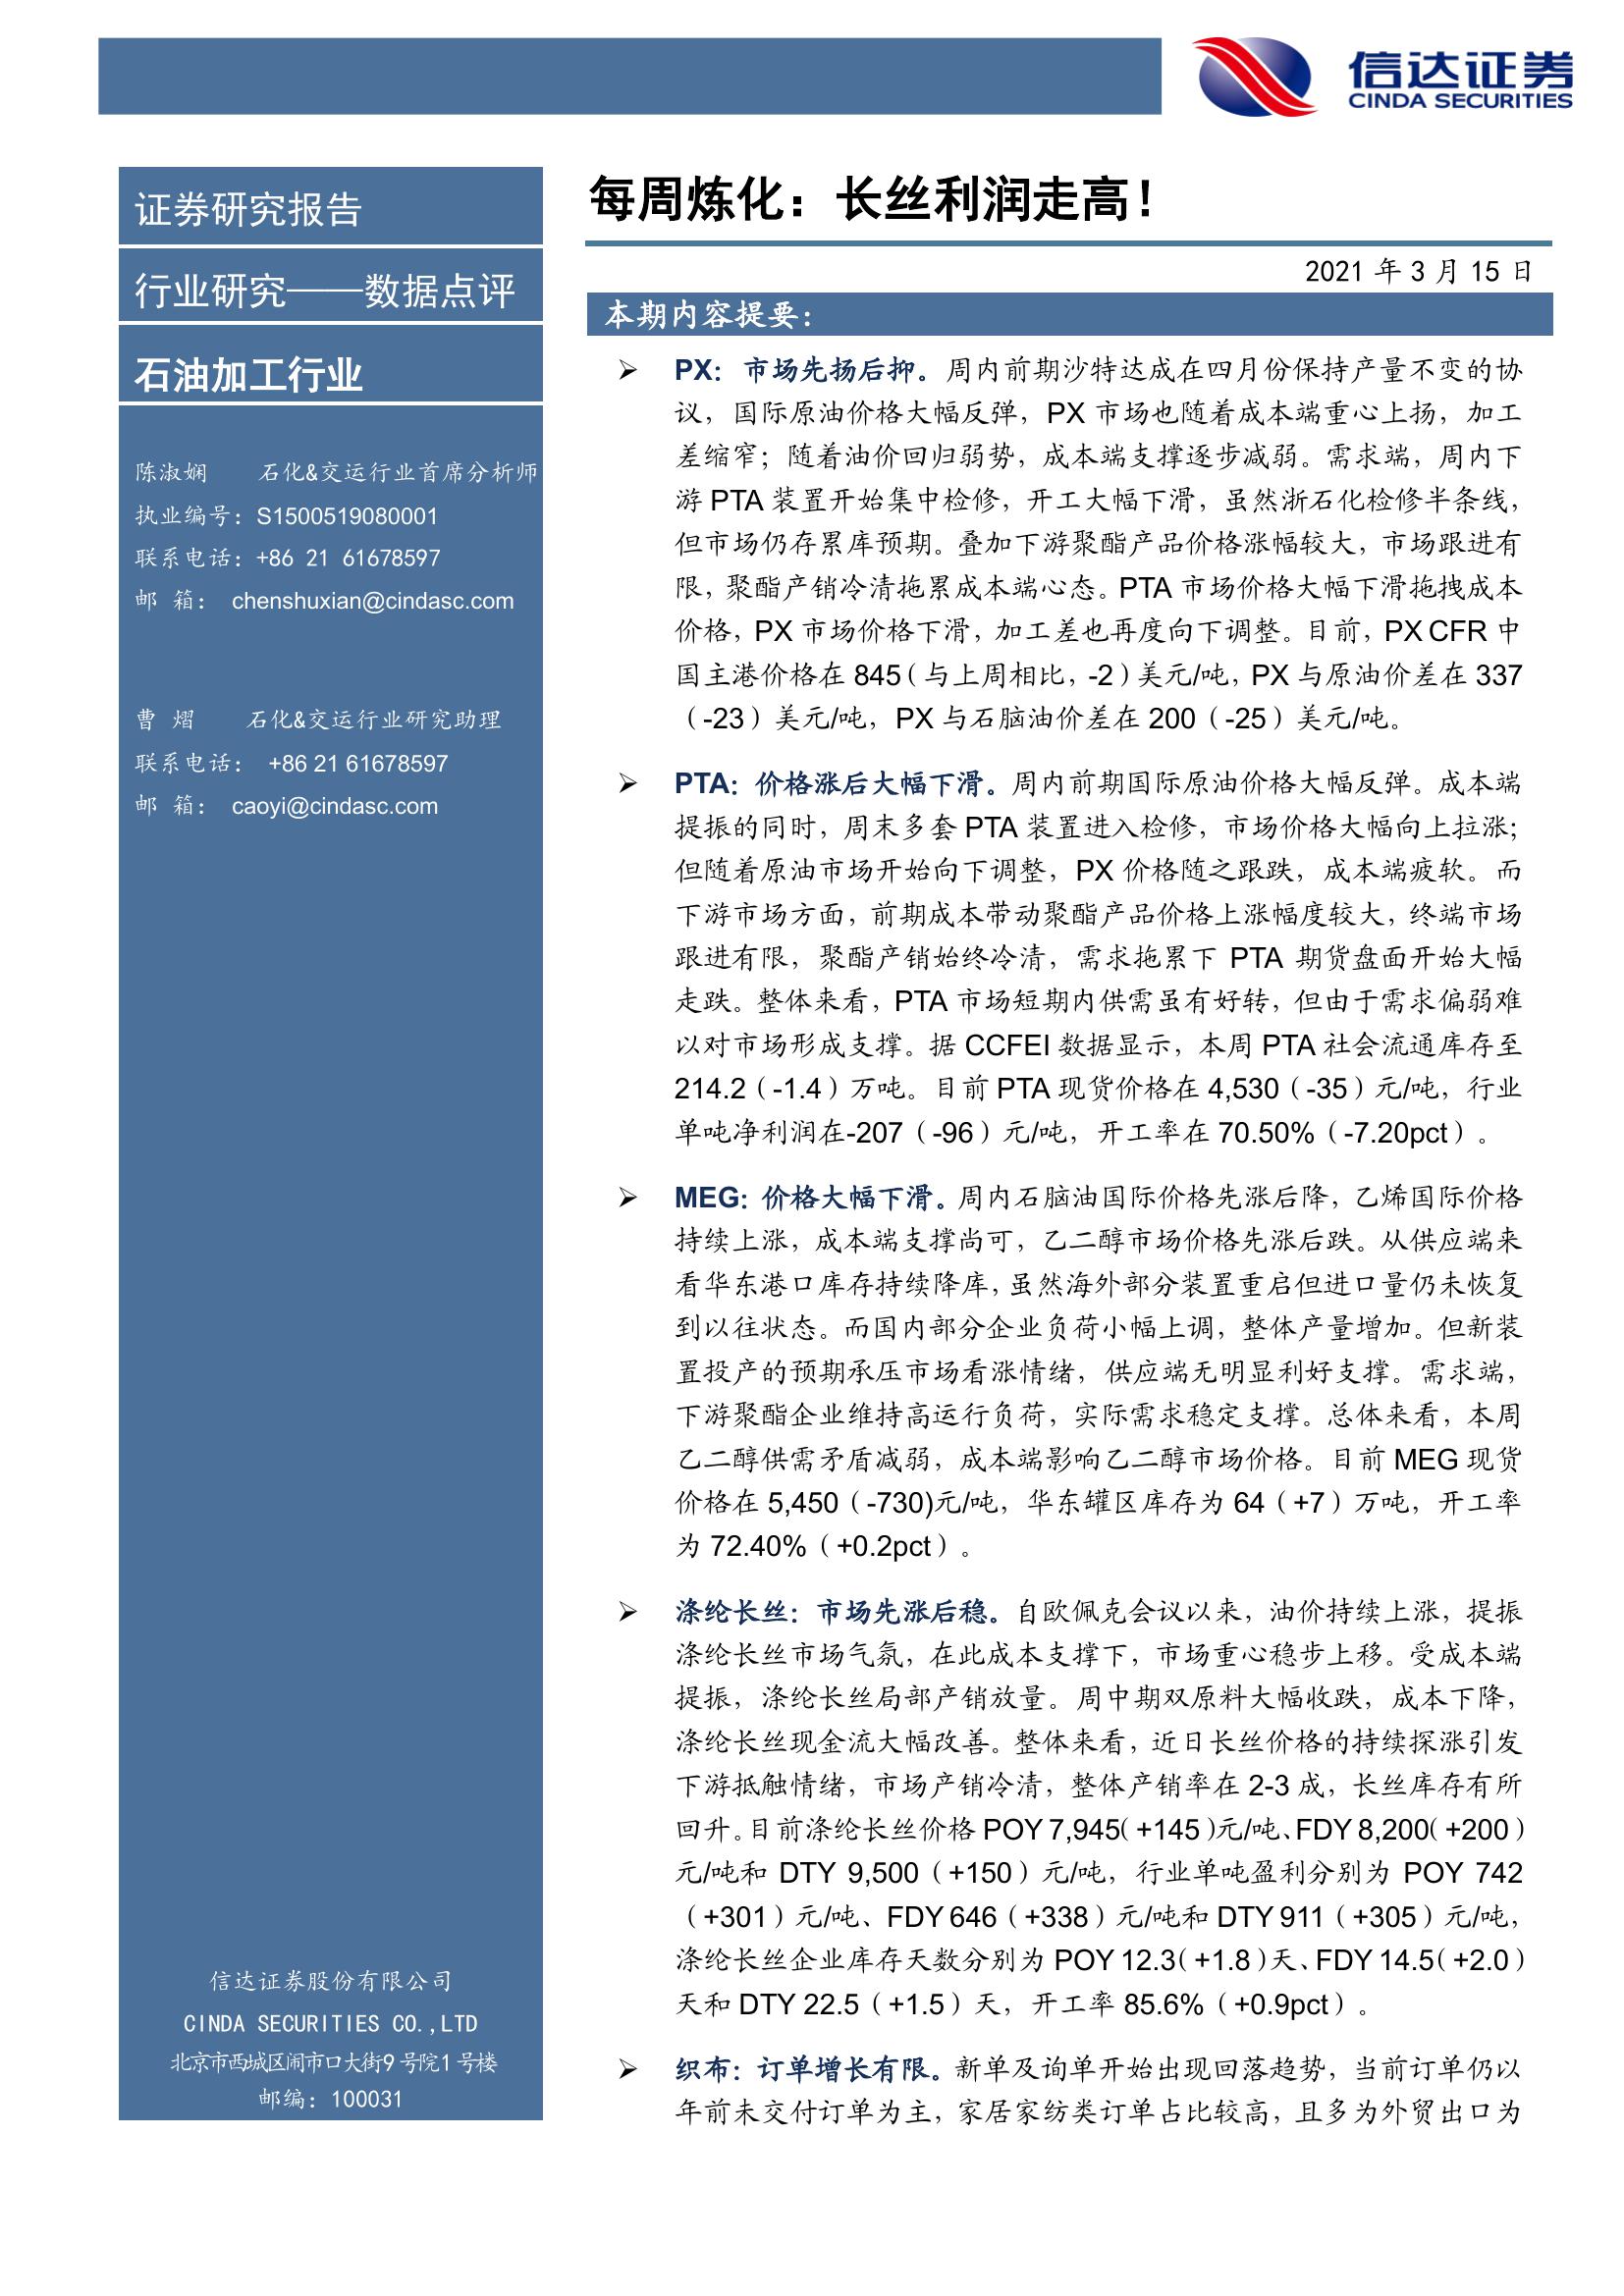 信达证券
CINDA SECURITIES
证券研究报告
行业研究——数据点评
石油加工行业
陈淑娴 石化&交运行业首席分析师
执业编号：S1500519080001
联系电话：+86 21 61678597
邮 箱： chenshuxian@cindasc.com
曹 熠 石化&交运行业研究助理
联系电话： +86 21 61678597
邮 箱： caoyi@cindasc.com
信达证券股份有限公司
CINDA SECURITIES CO.,LTD
北京市西城区闹市口大街9号院1号楼
邮编：100031
每周炼化：长丝利润走高！
2021 年 3 月 15 日
本期内容提要：
➢ PX：市场先扬后抑。周内前期沙特达成在四月份保持产量不变的协
议，国际原油价格大幅反弹，PX 市场也随着成本端重心上扬，加工
差缩窄；随着油价回归弱势，成本端支撑逐步减弱。需求端，周内下
游 PTA 装置开始集中检修，开工大幅下滑，虽然浙石化检修半条线，
但市场仍存累库预期。叠加下游聚酯产品价格涨幅较大，市场跟进有
限，聚酯产销冷清拖累成本端心态。PTA 市场价格大幅下滑拖拽成本
价格，PX 市场价格下滑，加工差也再度向下调整。目前，PX CFR 中
国主港价格在 845（与上周相比，-2）美元/吨，PX 与原油价差在 337
（-23）美元/吨，PX 与石脑油价差在 200（-25）美元/吨。
➢ PTA：价格涨后大幅下滑。周内前期国际原油价格大幅反弹。成本端
提振的同时，周末多套 PTA 装置进入检修，市场价格大幅向上拉涨；
但随着原油市场开始向下调整，PX 价格随之跟跌，成本端疲软。而
下游市场方面，前期成本带动聚酯产品价格上涨幅度较大，终端市场
跟进有限，聚酯产销始终冷清，需求拖累下 PTA 期货盘面开始大幅
走跌。整体来看，PTA 市场短期内供需虽有好转，但由于需求偏弱难
以对市场形成支撑。据 CCFEI 数据显示，本周 PTA 社会流通库存至
214.2（-1.4）万吨。目前 PTA 现货价格在 4,530（-35）元/吨，行业
单吨净利润在-207（-96）元/吨，开工率在 70.50%（-7.20pct）。
➢ MEG：价格大幅下滑。周内石脑油国际价格先涨后降，乙烯国际价格
持续上涨，成本端支撑尚可，乙二醇市场价格先涨后跌。从供应端来
看华东港口库存持续降库，虽然海外部分装置重启但进口量仍未恢复
到以往状态。而国内部分企业负荷小幅上调，整体产量增加。但新装
置投产的预期承压市场看涨情绪，供应端无明显利好支撑。需求端，
下游聚酯企业维持高运行负荷，实际需求稳定支撑。总体来看，本周
乙二醇供需矛盾减弱，成本端影响乙二醇市场价格。目前 MEG 现货
价格在 5,450（-730)元/吨，华东罐区库存为 64（+7）万吨，开工率
为 72.40%（+0.2pct）。
➢ 涤纶长丝：市场先涨后稳。自欧佩克会议以来，油价持续上涨，提振
涤纶长丝市场气氛，在此成本支撑下，市场重心稳步上移。受成本端
提振，涤纶长丝局部产销放量。周中期双原料大幅收跌，成本下降，
涤纶长丝现金流大幅改善。整体来看，近日长丝价格的持续探涨引发
下游抵触情绪，市场产销冷清，整体产销率在 2-3 成，长丝库存有所
回升。目前涤纶长丝价格 POY 7,945（+145）元/吨、FDY 8,200（+200）
元/吨和 DTY 9,500（+150）元/吨，行业单吨盈利分别为 POY 742
（+301）元/吨、FDY 646（+338）元/吨和 DTY 911（+305）元/吨，
涤纶长丝企业库存天数分别为 POY 12.3（+1.8）天、FDY 14.5（+2.0）
天和 DTY 22.5（+1.5）天，开工率 85.6%（+0.9pct）。
➢ 织布：订单增长有限。新单及询单开始出现回落趋势，当前订单仍以
年前未交付订单为主，家居家纺类订单占比较高，且多为外贸出口为